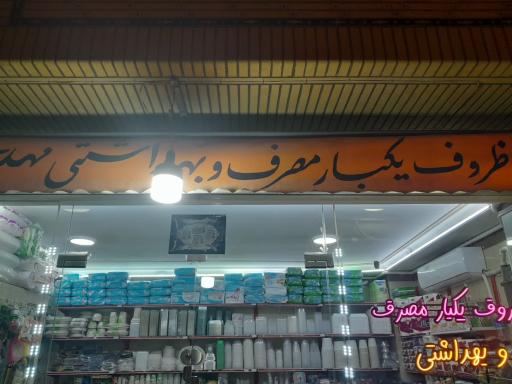 ظروف یکبار مصرف و بهداشتی
روف یکبار مصرف
و بهداشتی